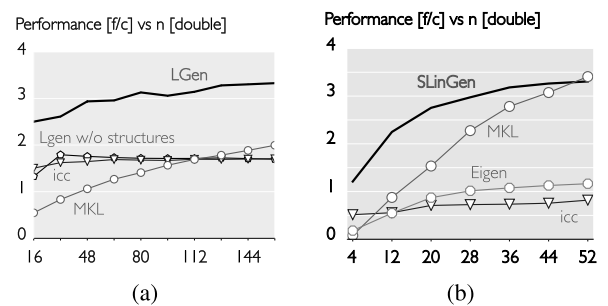 Performance [f/c] vs n [double]
4
3
2
1
0
LGen
Lgen w/o structures
icc
MKL
16 48 80 112 144
(a)
Performance [f/c] vs n [double]
4
3
2
1
0
SLinGen
MKL
Eigen
icc
4 12 20 28 36 44 52
(b)